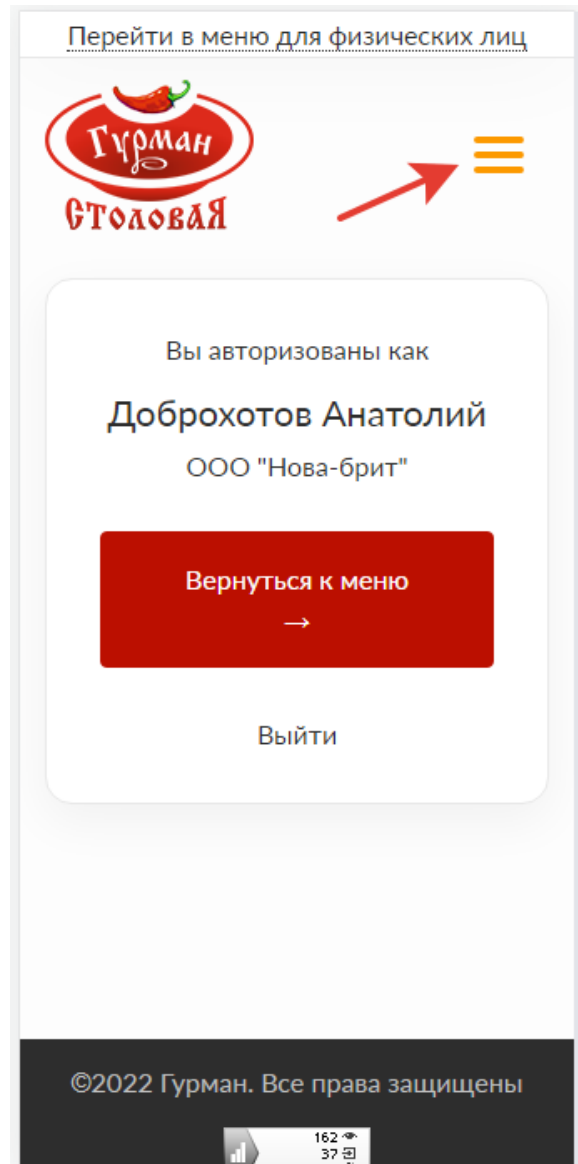 Перейти в меню для физических лиц
Гурман
Столовая
Вы авторизованы как
Доброхотов Анатолий
ООО "Нова-брит"
Вернуться к меню
→
Выйти
©2022 Гурман. Все права защищены
162
37